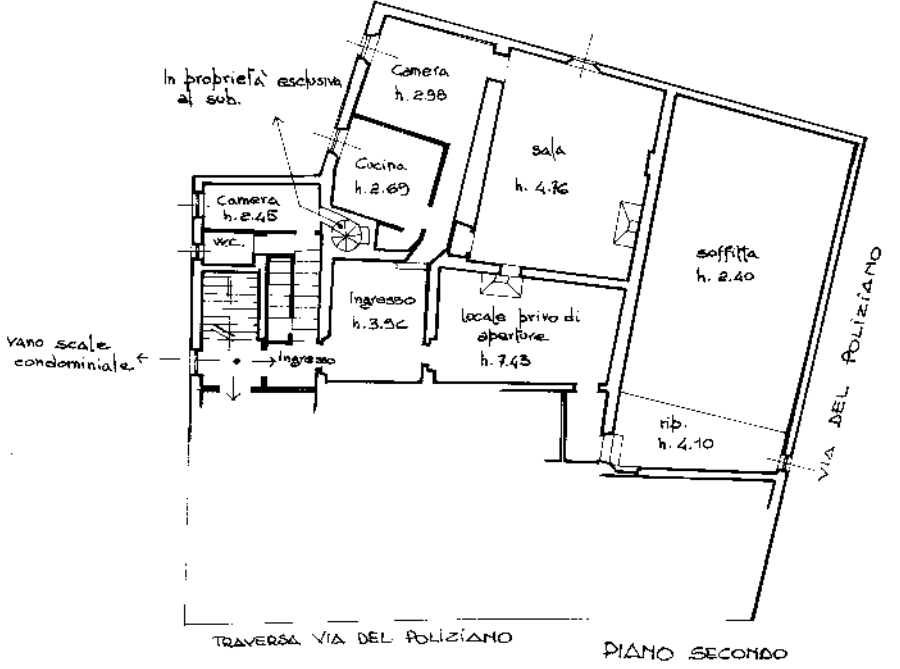 In proprietà esclusiva
al sub.
Camera
h. 2.98
sala
h. 4.76
Cucina
h. 2.69
Camera
h. 2.45
w.c.
soffitta
h. 2.40
Ingresso
locale privo di
aperture
h. 7.43
vano scale
condominiale
Ingresso
rip.
h. 4.10
VIA DEL POLIZIANO
TRAVERSA VIA DEL POLIZIANO
PIANO SECONDO